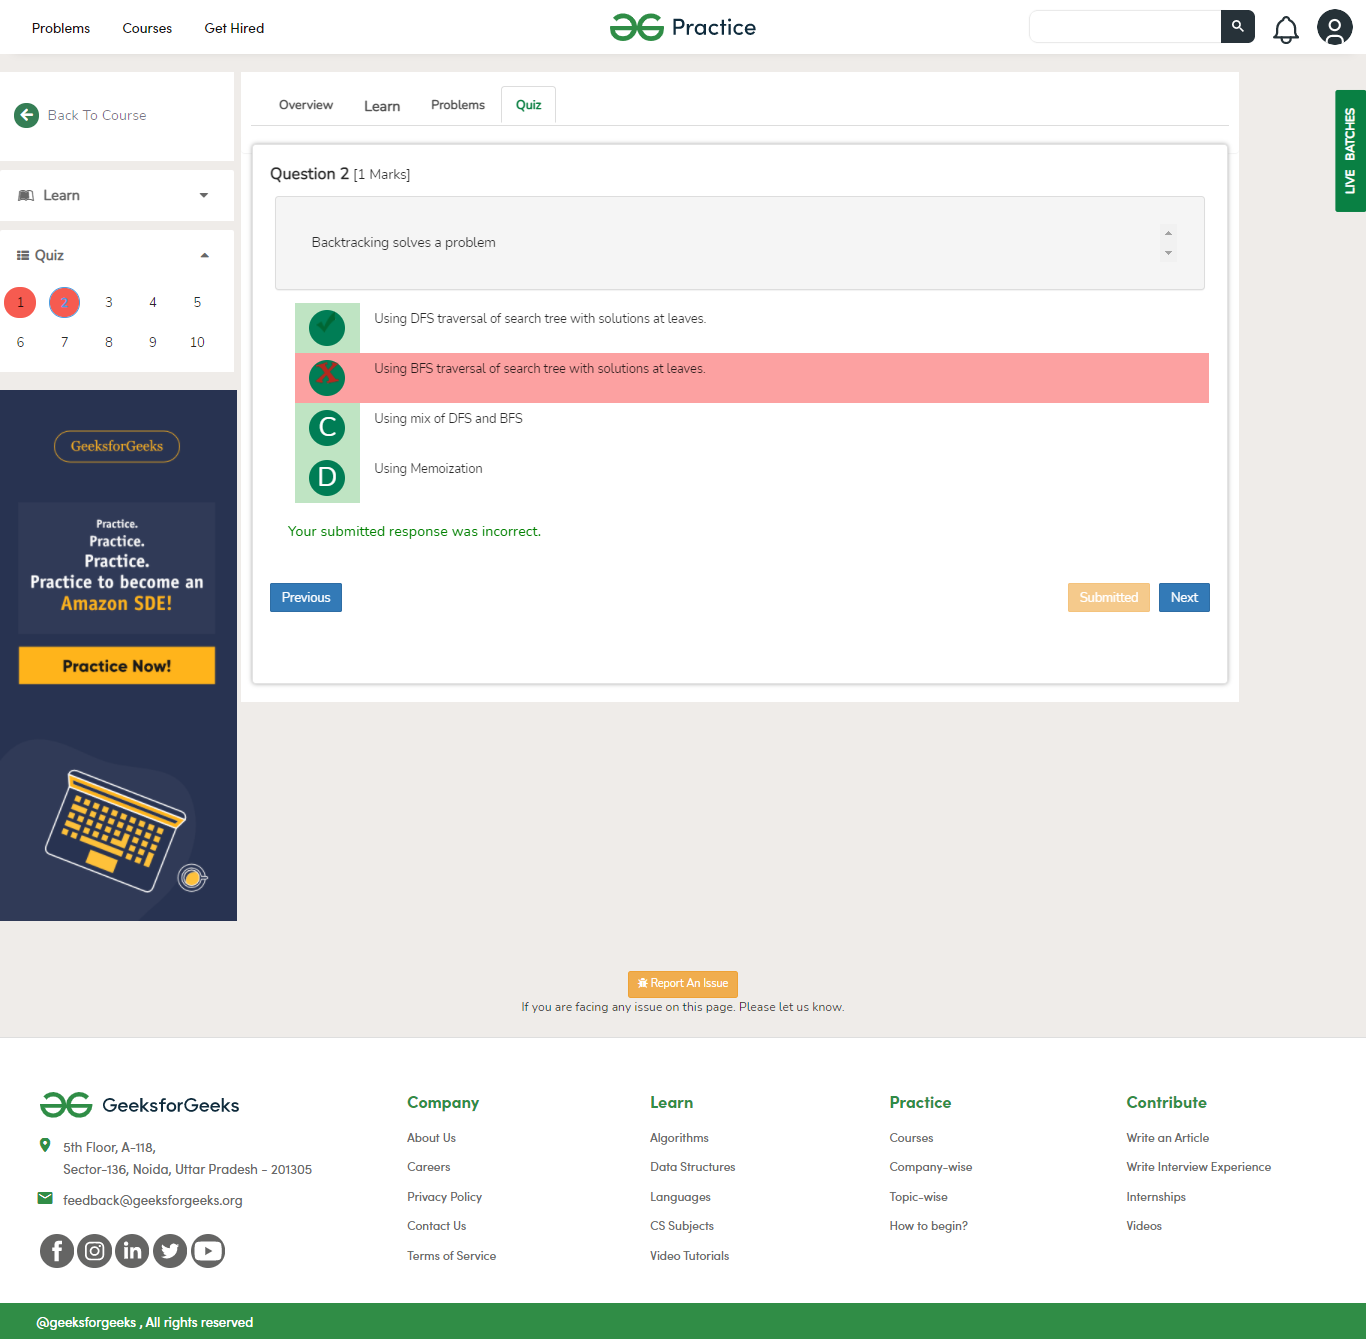 Problems Courses Get Hired
Practice
Back To Course
Learn
Quiz
1 2 3 4 5
6 7 8 9 10
GeeksforGeeks
Practice.
Practice.
Practice.
Practice to become an
Amazon SDE!
Practice Now!
Overview Learn Problems Quiz
LIVE BATCHES
Question 2 [1 Marks]
Backtracking solves a problem
Using DFS traversal of search tree with solutions at leaves.
X Using BFS traversal of search tree with solutions at leaves.
C Using mix of DFS and BFS
D Using Memoization
Your submitted response was incorrect.
Previous Submitted Next
Report An Issue
If you are facing any issue on this page. Please let us know.
GeeksforGeeks
5th Floor, A-118,
Sector-136, Noida, Uttar Pradesh - 201305
feedback@geeksforgeeks.org
Company
About Us
Careers
Privacy Policy
Contact Us
Terms of Service
Learn
Algorithms
Data Structures
Languages
CS Subjects
Video Tutorials
Practice
Courses
Company-wise
Topic-wise
How to begin?
Contribute
Write an Article
Write Interview Experience
Internships
Videos
@geeksforgeeks , All rights reserved